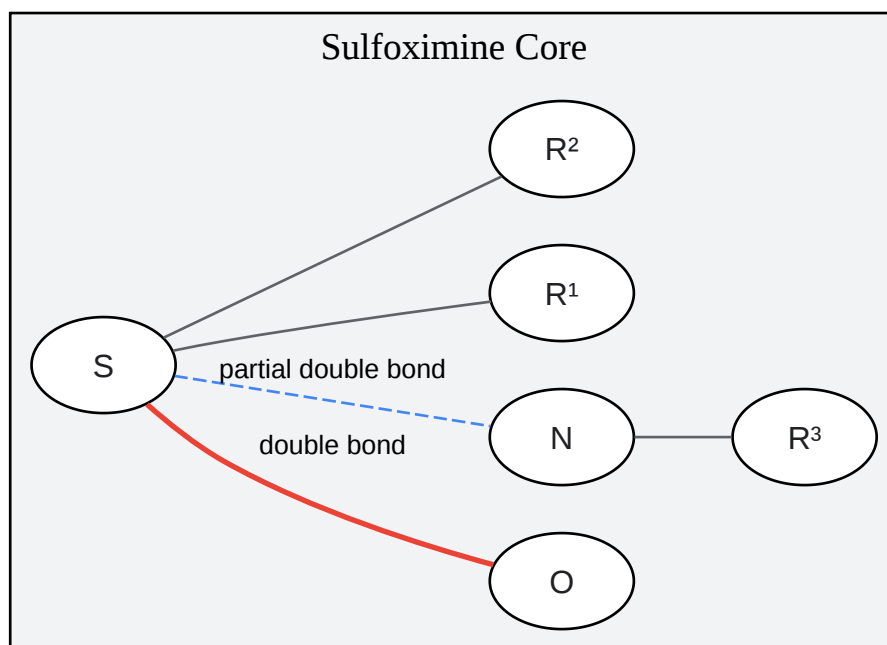 Sulfoximine Core
R²
R¹
S
partial double bond
double bond
N
R³
O